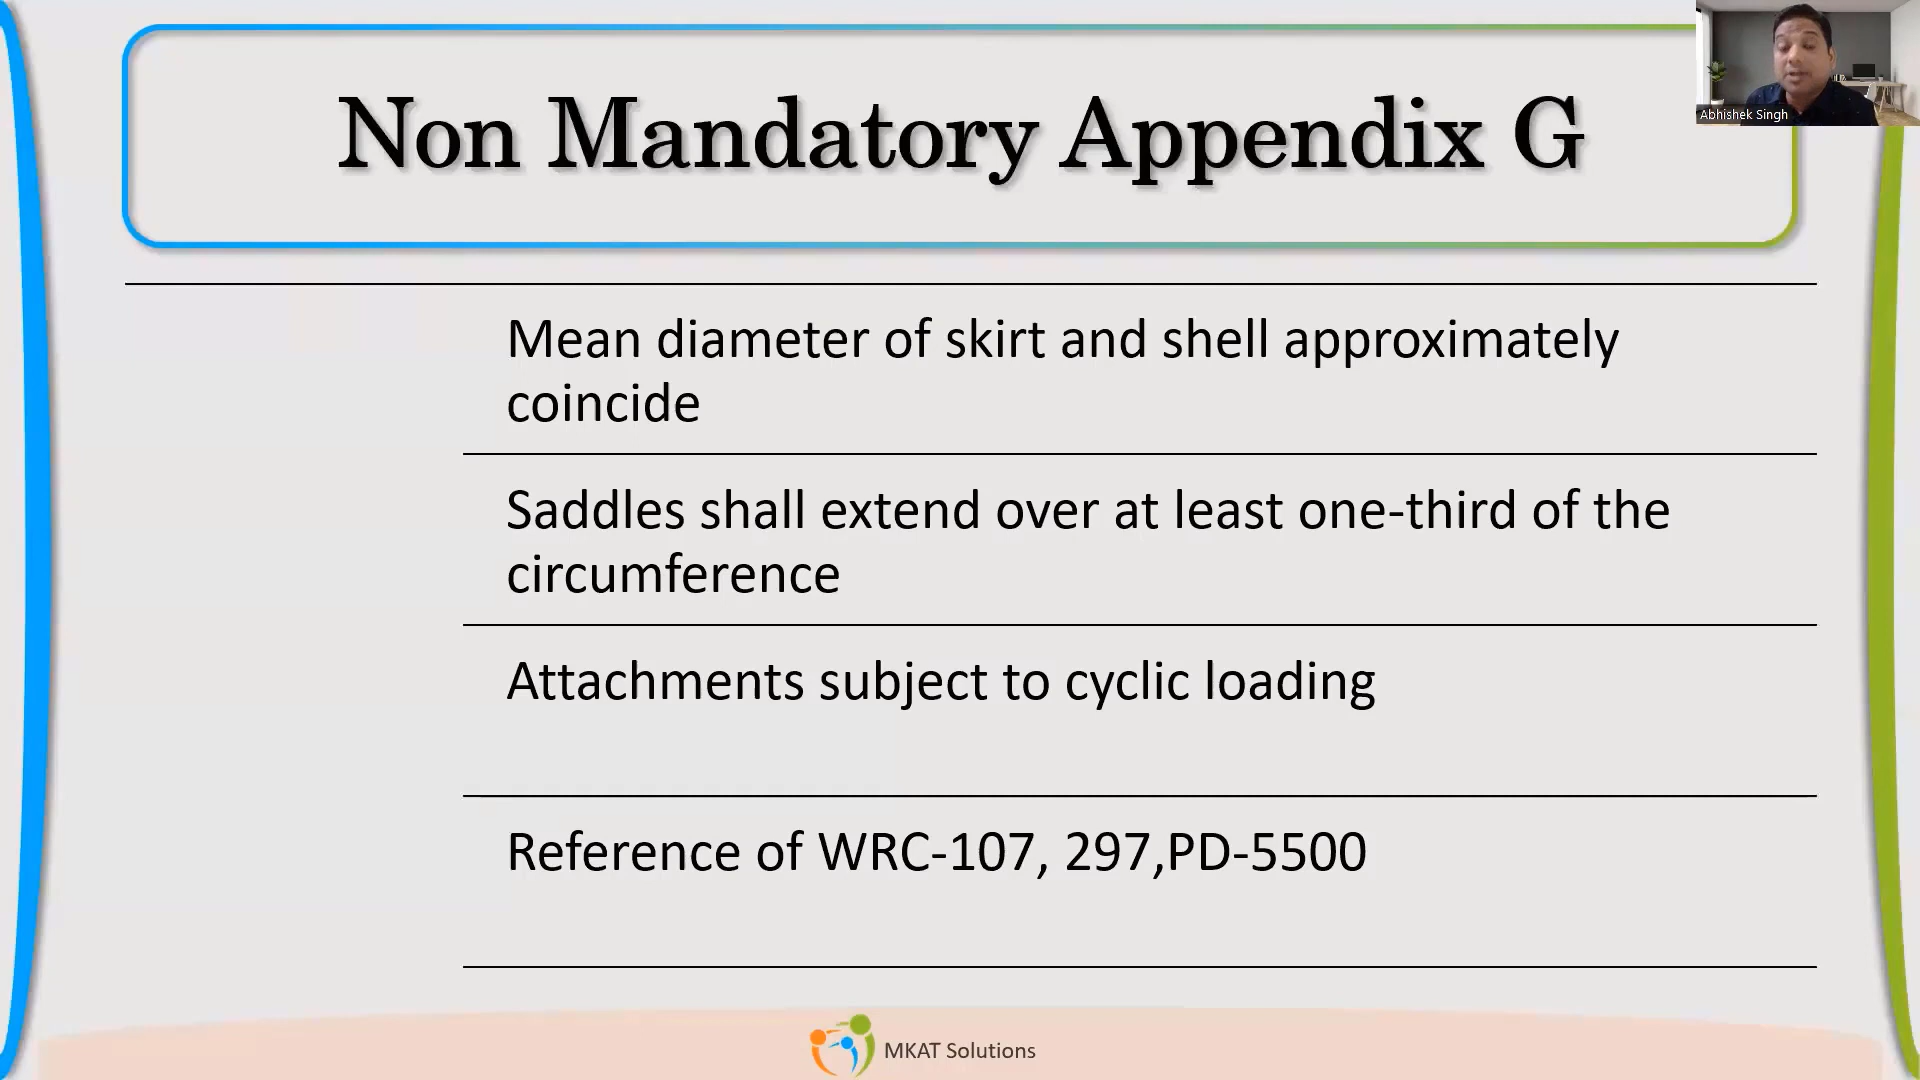 Non Mandatory Appendix G
Abhishek Singh
Mean diameter of skirt and shell approximately
coincide
Saddles shall extend over at least one-third of the
circumference
Attachments subject to cyclic loading
Reference of WRC-107, 297,PD-5500
MKAT Solutions